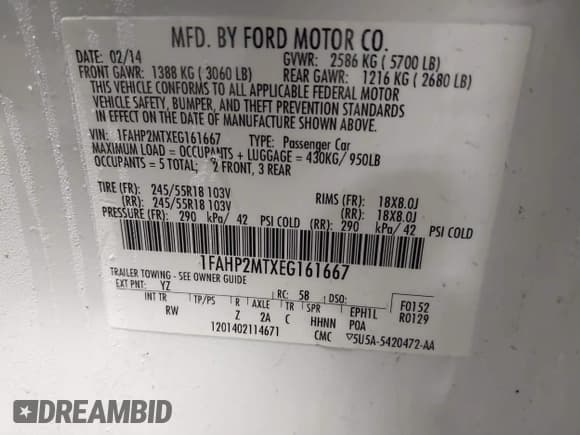 MFD. BY FORD MOTOR CO.
DATE: 02/14 GVWR: 2586 KG ( 5700 LB)
FRONT GAWR: 1388 KG ( 3060 LB) REAR GAWR: 1216 KG ( 2680 LB)
THIS VEHICLE CONFORMS TO ALL APPLICABLE FEDERAL MOTOR
VEHICLE SAFETY, BUMPER, AND THEFT PREVENTION STANDARDS
IN EFFECT ON THE DATE OF MANUFACTURE SHOWN ABOVE.
VIN: 1FAHP2MTXEG161667 TYPE: Passenger Car
MAXIMUM LOAD = OCCUPANTS + LUGGAGE = 430KG/ 950LB
OCCUPANTS = 5 TOTAL; 2 FRONT, 3 REAR
TIRE (FR): 245/55R18 103V RIMS (FR): 18X8.0J
(RR): 245/55R18 103V (RR): 18X8.0J
PRESSURE (FR): 290 kPa/ 42 PSI COLD (RR): 290 kPa/ 42 PSI COLD
1FAHP2MTXEG161667
TRAILER TOWING - SEE OWNER GUIDE
EXT PNT: YZ RC: 58 DSO: F0152
INT TR TP/PS R AXLE TR SPR EPH1L R0129
RW Z 2A C HHNN P0A
1201402114671 CMC ▽5U5A-5420472-AA
DREAMBID